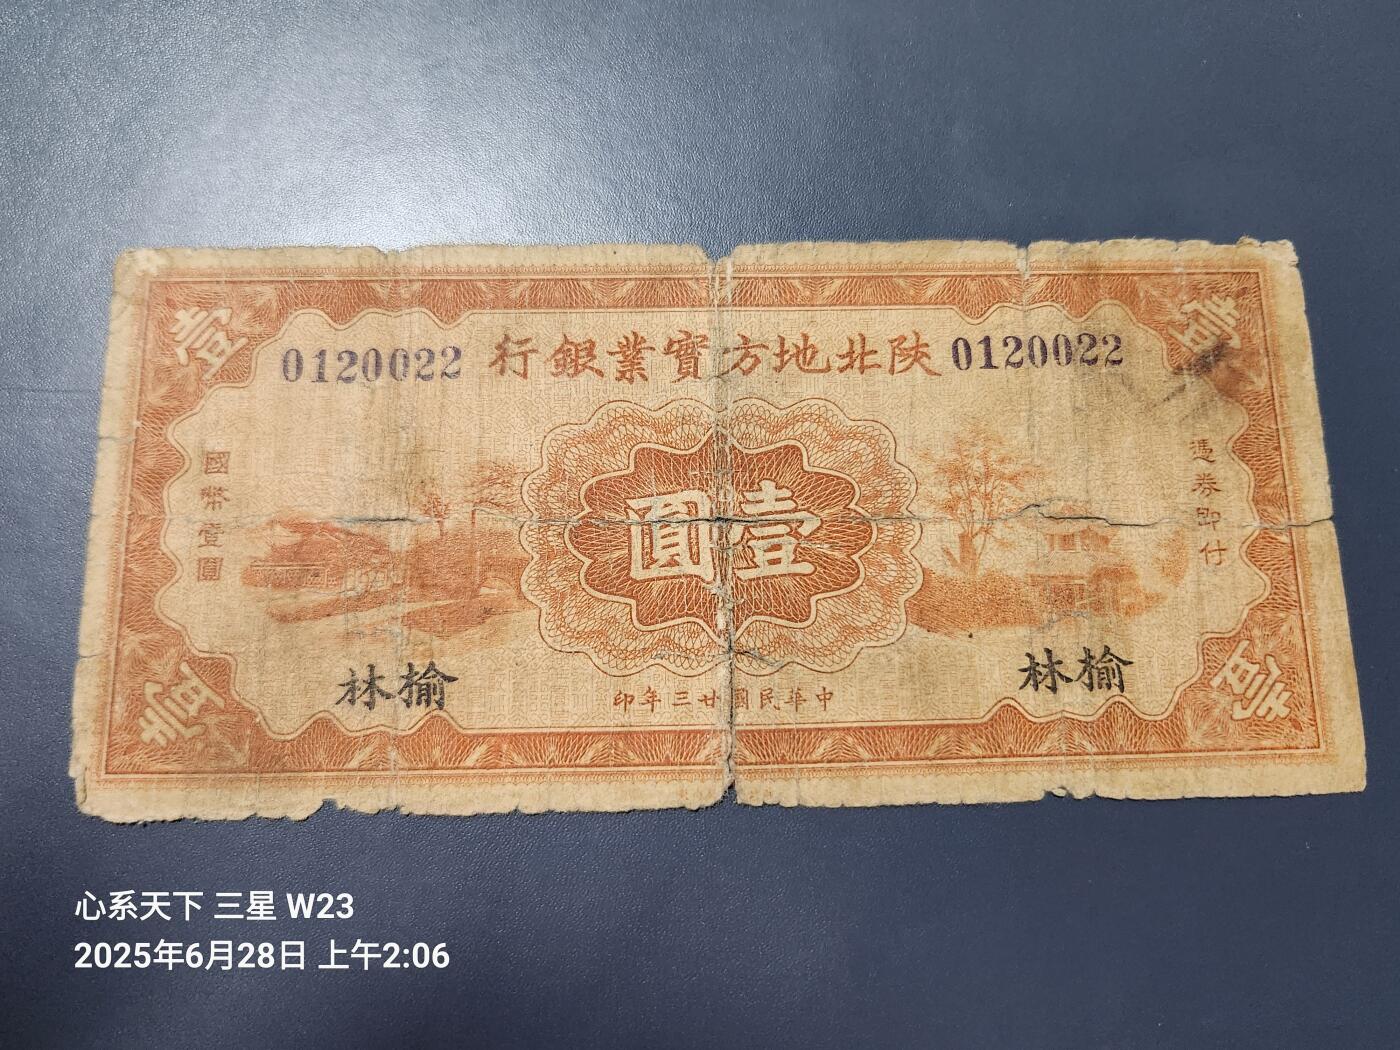 壹
壹
0120022
行銀業實方地北陝
0120022
國幣壹圓
憑券即付
圓壹
林榆
林榆
印年三廿國民華中
壹
壹
心系天下 三星 W23
2025年6月28日 上午2:06